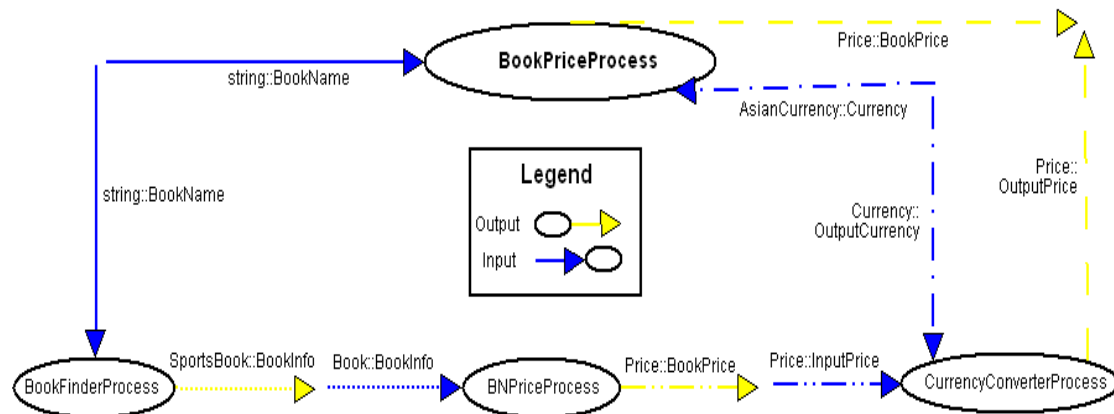 Price::BookPrice
BookPriceProcess
string::BookName
AsianCurrency::Currency
Legend
Output
Input
string::BookName
Price::
OutputPrice
Currency::
OutputCurrency
SportsBook::BookInfo
Book::BookInfo
Price::BookPrice
Price::InputPrice
BookFinderProcess
BNPriceProcess
CurrencyConverterProcess